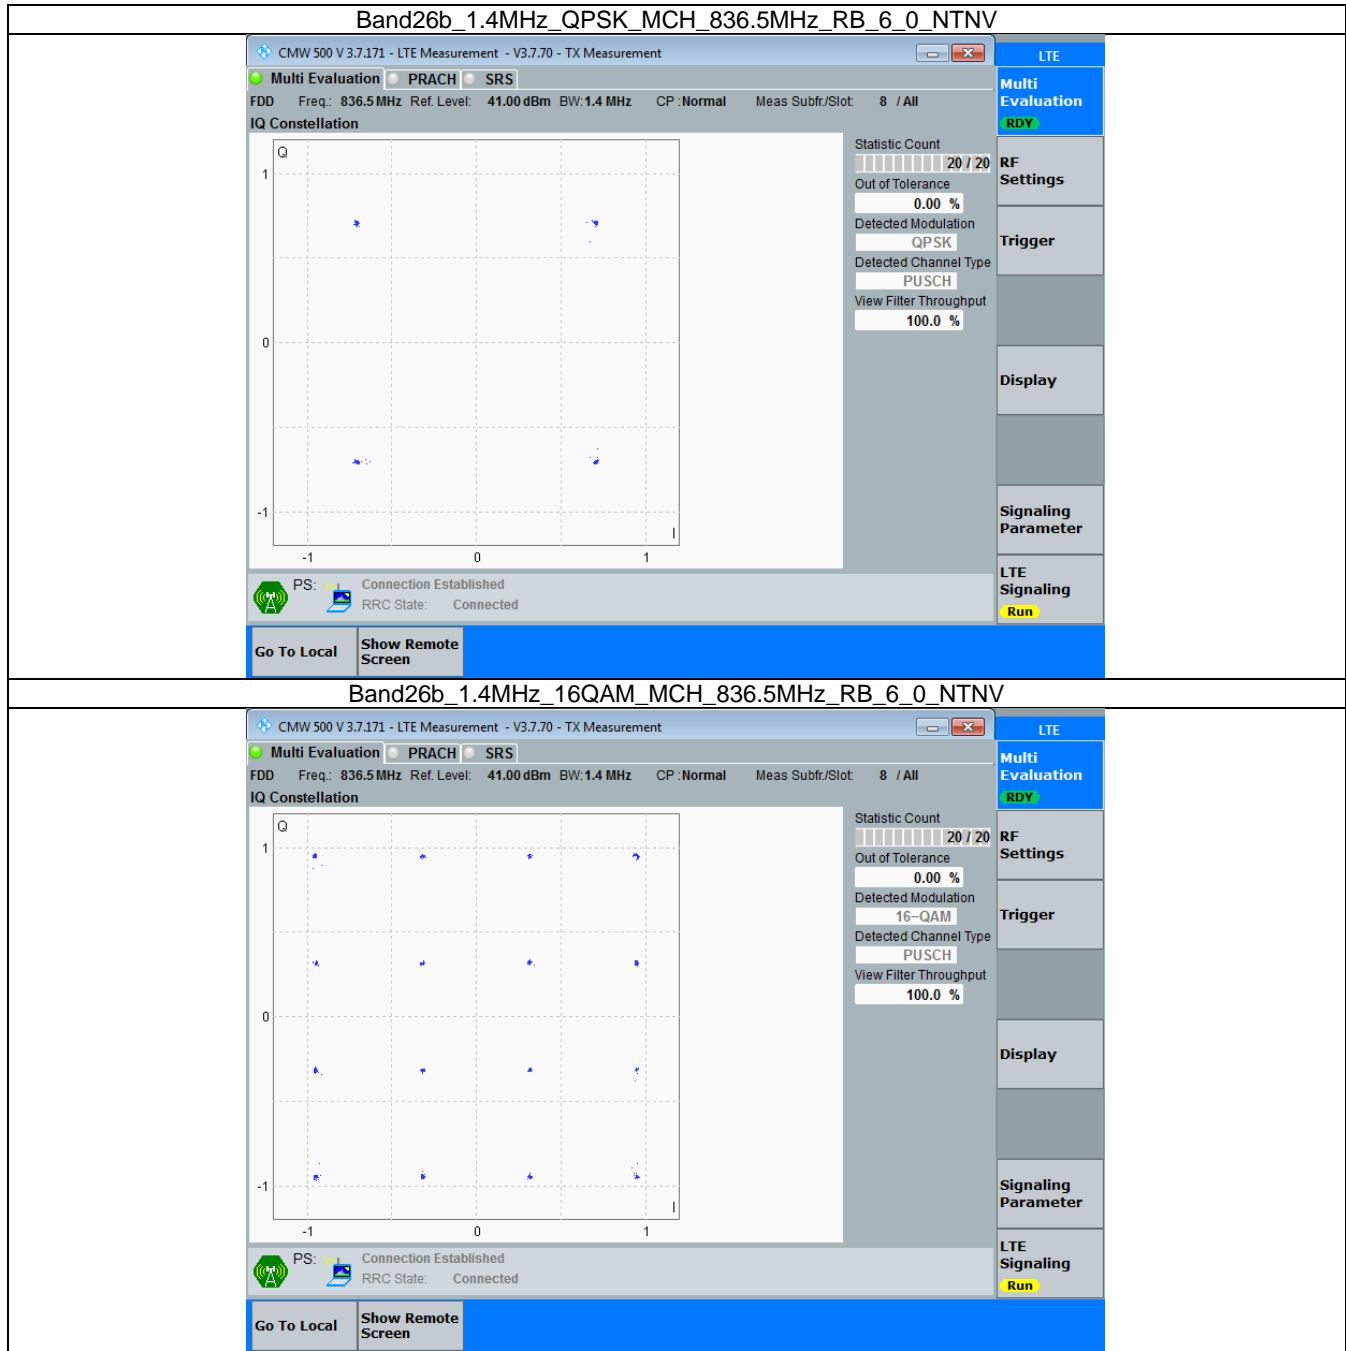 Band26b_1.4MHz_QPSK_MCH_836.5MHz_RB_6_0_NTNV
CMW 500 V 3.7.171 - LTE Measurement - V3.7.70 - TX Measurement
LTE
Multi Evaluation PRACH SRS
Multi
Evaluation
RDY
FDD Freq.: 836.5 MHz Ref. Level: 41.00 dBm BW: 1.4 MHz CP : Normal Meas Subfr./Slot: 8 / All
IQ Constellation
Q
1
0
-1
I
-1 0 1
Statistic Count
20 / 20
Out of Tolerance
0.00 %
Detected Modulation
QPSK
Detected Channel Type
PUSCH
View Filter Throughput
100.0 %
RF
Settings
Trigger
Display
Signaling
Parameter
LTE
Signaling
Run
PS: Connection Established
RRC State: Connected
Go To Local
Show Remote
Screen
Band26b_1.4MHz_16QAM_MCH_836.5MHz_RB_6_0_NTNV
CMW 500 V 3.7.171 - LTE Measurement - V3.7.70 - TX Measurement
LTE
Multi Evaluation PRACH SRS
Multi
Evaluation
RDY
FDD Freq.: 836.5 MHz Ref. Level: 41.00 dBm BW: 1.4 MHz CP : Normal Meas Subfr./Slot: 8 / All
IQ Constellation
Q
1
0
-1
I
-1 0 1
Statistic Count
20 / 20
Out of Tolerance
0.00 %
Detected Modulation
16-QAM
Detected Channel Type
PUSCH
View Filter Throughput
100.0 %
RF
Settings
Trigger
Display
Signaling
Parameter
LTE
Signaling
Run
PS: Connection Established
RRC State: Connected
Go To Local
Show Remote
Screen